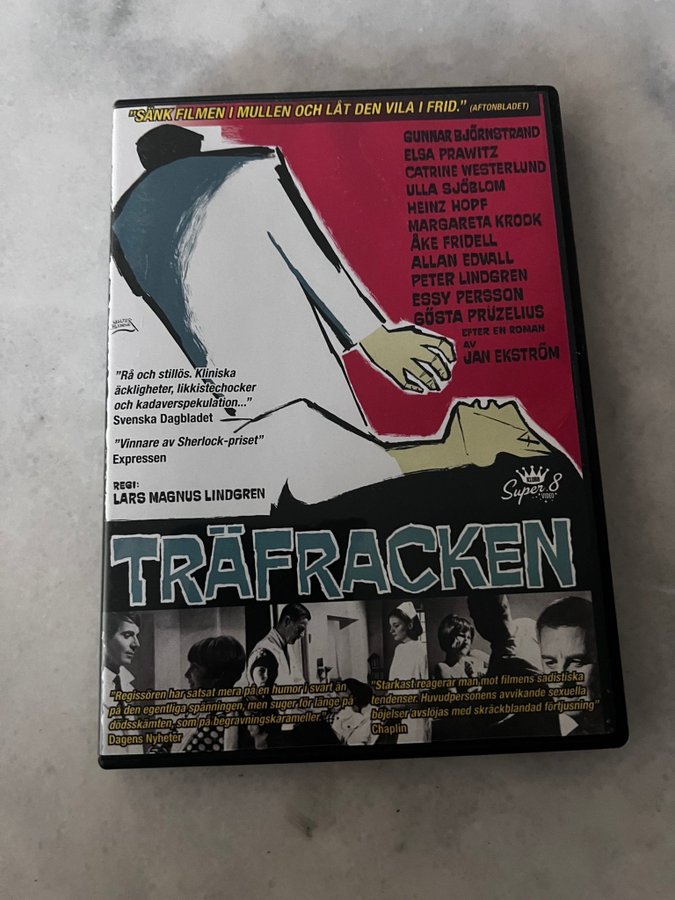 "SÄNK FILMEN I MULLEN OCH LÅT DEN VILA I FRID." (AFTONBLADET)
GUNNAR BJÖRNSTRAND
ELSA PRAWITZ
CATRINE WESTERLUND
ULLA SJÖBLOM
HEINZ HOPF
MARGARETA KROOK
ÅKE FRIDELL
ALLAN EDWALL
PETER LINDGREN
ESSY PERSSON
GÖSTA PRÜZELIUS
EFTER EN ROMAN
AV
JAN EKSTRÖM
"Rå och stillös. Kliniska
äckligheter, likkistechocker
och kadaverspekulation..."
Svenska Dagbladet
"Vinnare av Sherlock-priset"
Expressen
REGI:
LARS MAGNUS LINDGREN
Super 8
VIDEO
TRÄFRACKEN
"Regissören har satsat mera på en humor i svart än
på den egentliga spänningen, men suger för länge på
dödsskämten, som på begravningskarameller."
Dagens Nyheter
"Starkast reagerar man mot filmens sadistiska
tendenser. Huvudpersonens avvikande sexuella
böjelser avslöjas med skräckblandad förtjusning"
Chaplin